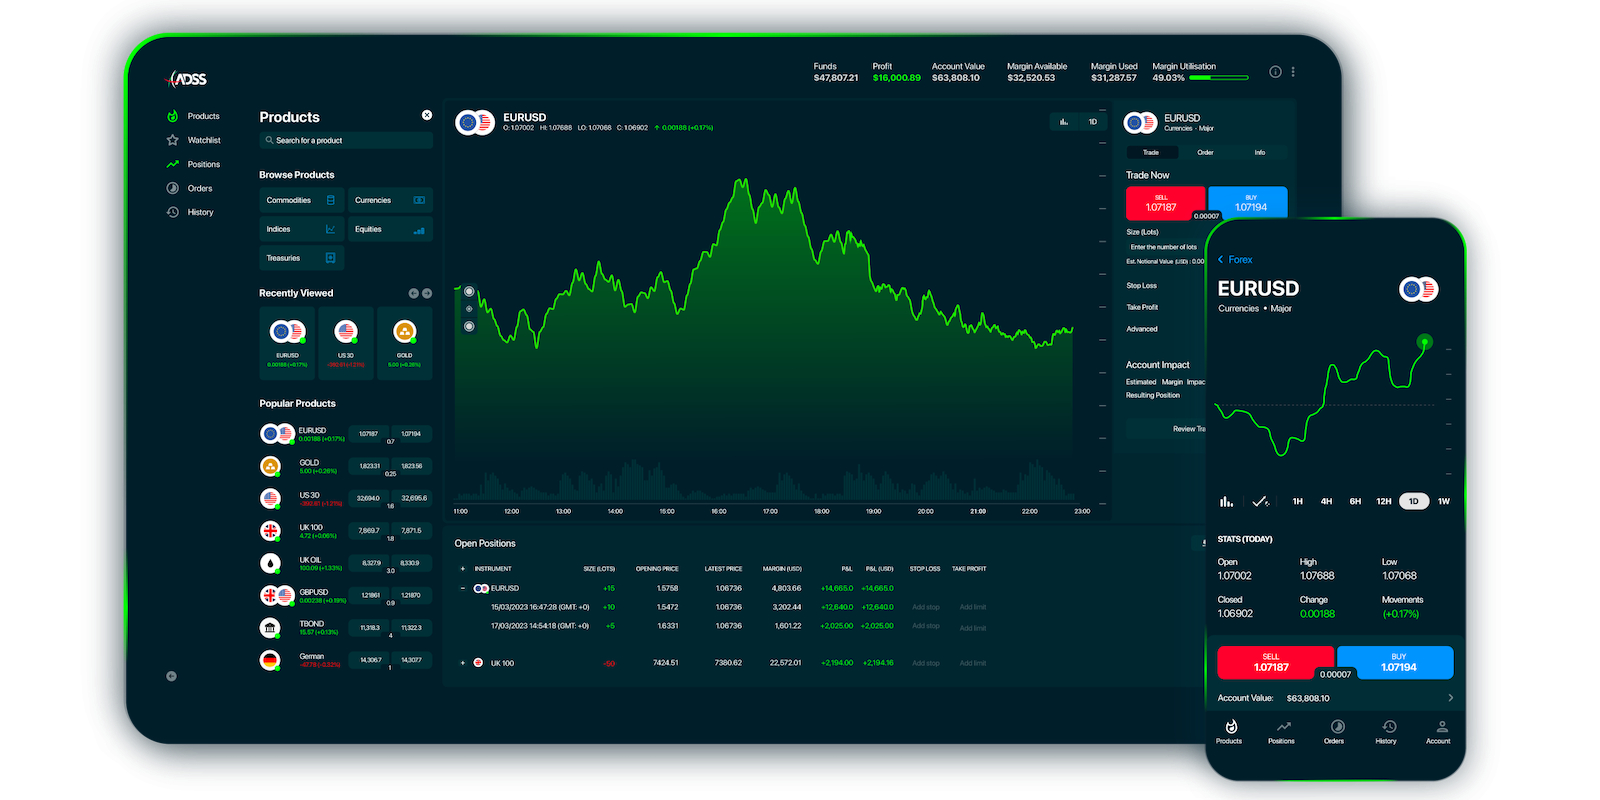 ADSS
Funds
$47,807.21
Profit
$16,000.89
Account Value
$63,808.10
Margin Available
$32,520.53
Margin Used
$31,287.57
Margin Utilisation
49.03%
Products
Watchlist
Positions
Orders
History
Products
Search for a product
Browse Products
Commodities
Currencies
Indices
Equities
Treasuries
Recently Viewed
EURUSD
0.00188 (+0.17%)
US 30
GOLD
5.00 (+0.28%)
Popular Products
EURUSD
0.00188 (+0.17%)
1.07187 0.7 1.07194
GOLD
5.00 (+0.28%)
1,823.31 0.25 1,823.56
US 30
-390.61 (-1.21%)
32,694.0 1.6 32,695.6
UK 100
4.72 (+0.06%)
7,869.7 1.8 7,871.5
UK OIL
100.09 (+1.33%)
8,327.9 3.0 8,330.9
GBPUSD
0.00238 (+0.19%)
1.21861 0.9 1.21870
TBOND
15.57 (+0.13%)
11,318.3 4 11,322.3
German
-47.79 (-0.32%)
14,306.7 1 14,307.7
EURUSD
O: 1.07002 HI: 1.07688 LO: 1.07068 C: 1.06902 ↑ 0.00188 (+0.17%)
1D
11:00 12:00 13:00 14:00 15:00 16:00 17:00 18:00 19:00 20:00 21:00 22:00 23:00
Open Positions
+ INSTRUMENT SIZE (LOTS) OPENING PRICE LATEST PRICE MARGIN (USD) P&L P&L (USD) STOP LOSS TAKE PROFIT
− EURUSD +15 1.5758 1.06736 4,803.66 +14,665.0 +14,665.0
15/03/2023 16:47:28 (GMT: +0) +10 1.5472 1.06736 3,202.44 +12,640.0 +12,640.0 Add stop Add limit
17/03/2023 14:54:18 (GMT: +0) +5 1.6331 1.06736 1,601.22 +2,025.00 +2,025.00 Add stop Add limit
+ UK 100 -50 7424.51 7380.62 22,572.01 +2,194.00 +2,194.16 Add stop Add limit
EURUSD
Currencies • Major
Trade Order Info
Trade Now
SELL
1.07187
0.00007
BUY
1.07194
Size (Lots)
Enter the number of lots
Est. Notional Value (USD) : 0.00
Stop Loss
Take Profit
Advanced
Account Impact
Estimated Margin Impac
Resulting Position
Review Tra
Forex
EURUSD
Currencies • Major
1H 4H 6H 12H 1D 1W
STATS (TODAY)
Open High Low
1.07002 1.07688 1.07068
Closed Change Movements
1.06902 0.00188 (+0.17%)
SELL
1.07187
0.00007
BUY
1.07194
Account Value: $63,808.10
Products Positions Orders History Account